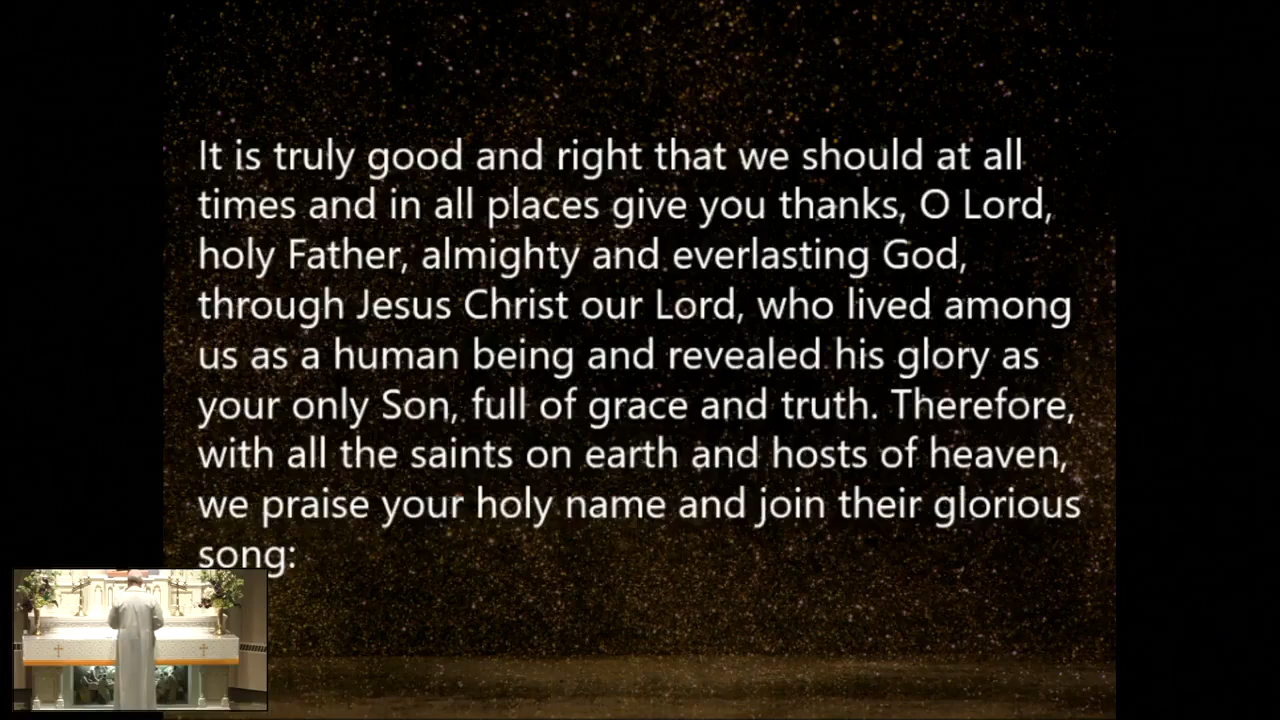 It is truly good and right that we should at all
times and in all places give you thanks, O Lord,
holy Father, almighty and everlasting God,
through Jesus Christ our Lord, who lived among
us as a human being and revealed his glory as
your only Son, full of grace and truth. Therefore,
with all the saints on earth and hosts of heaven,
we praise your holy name and join their glorious
song: